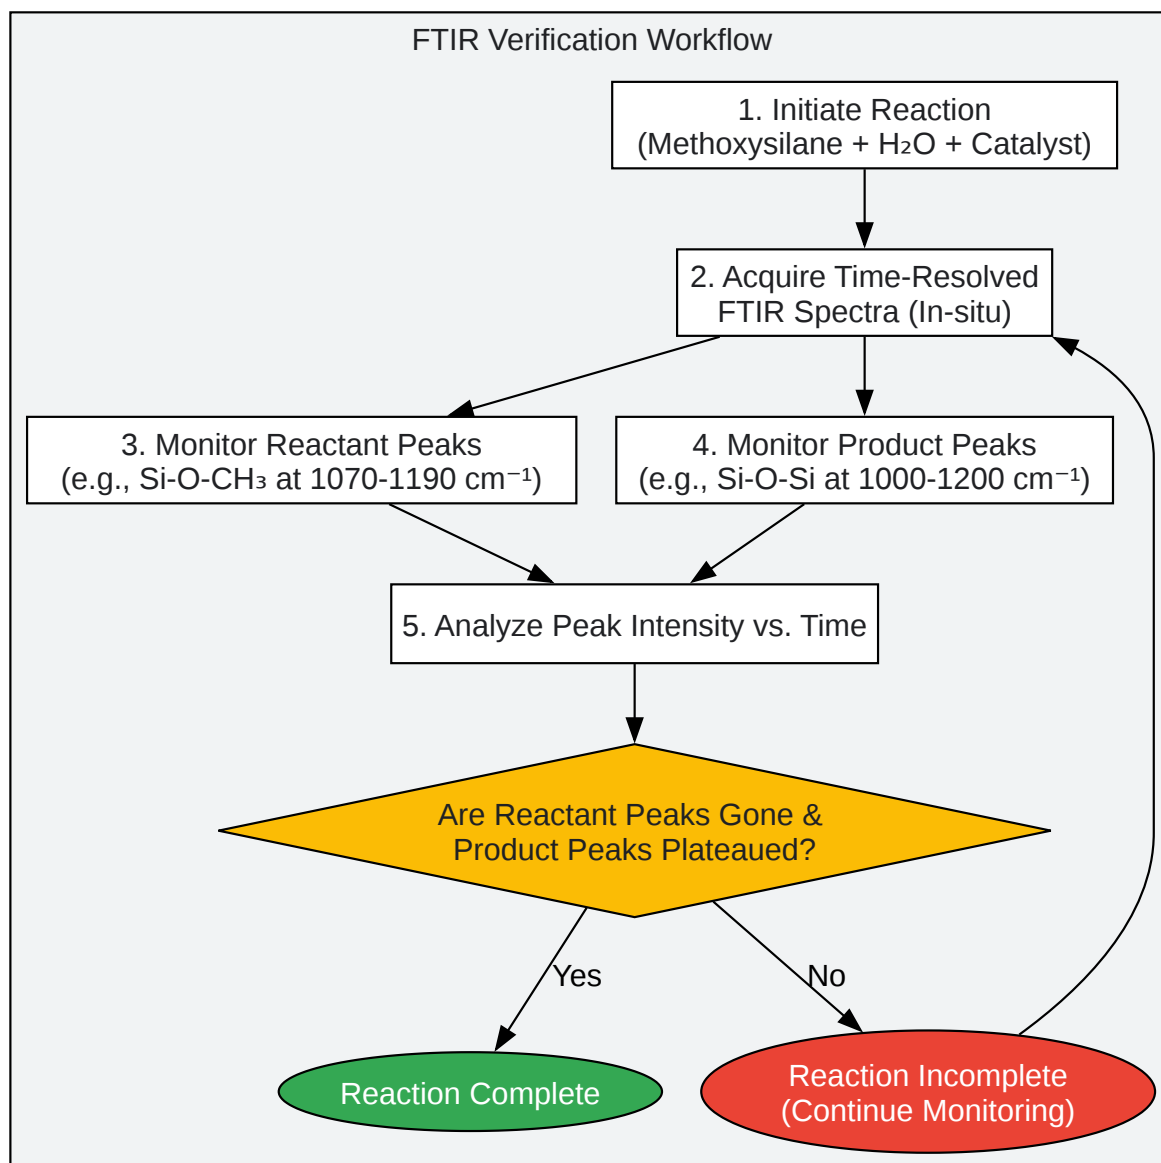 FTIR Verification Workflow
1. Initiate Reaction
(Methoxysilane + H₂O + Catalyst)
2. Acquire Time-Resolved
FTIR Spectra (In-situ)
3. Monitor Reactant Peaks
(e.g., Si-O-CH₃ at 1070-1190 cm⁻¹)
4. Monitor Product Peaks
(e.g., Si-O-Si at 1000-1200 cm⁻¹)
5. Analyze Peak Intensity vs. Time
Are Reactant Peaks Gone &
Product Peaks Plateaued?
Yes
No
Reaction Complete
Reaction Incomplete
(Continue Monitoring)